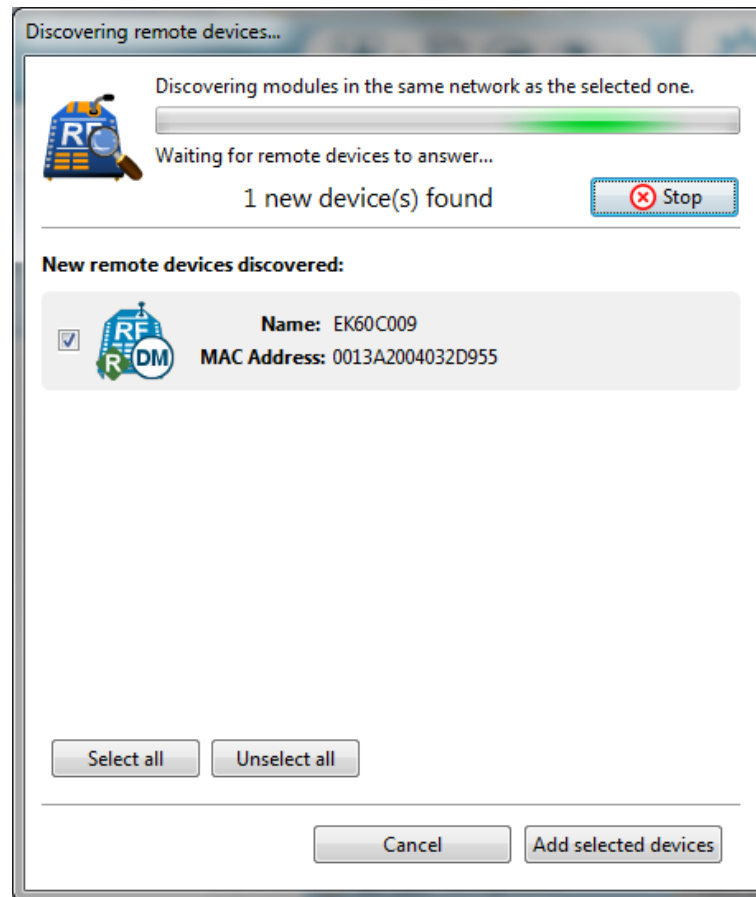 Discovering remote devices...
Discovering modules in the same network as the selected one.
RF
Waiting for remote devices to answer...
1 new device(s) found
Stop
New remote devices discovered:
RF
R DM
Name: EK60C009
MAC Address: 0013A2004032D955
Select all
Unselect all
Cancel
Add selected devices